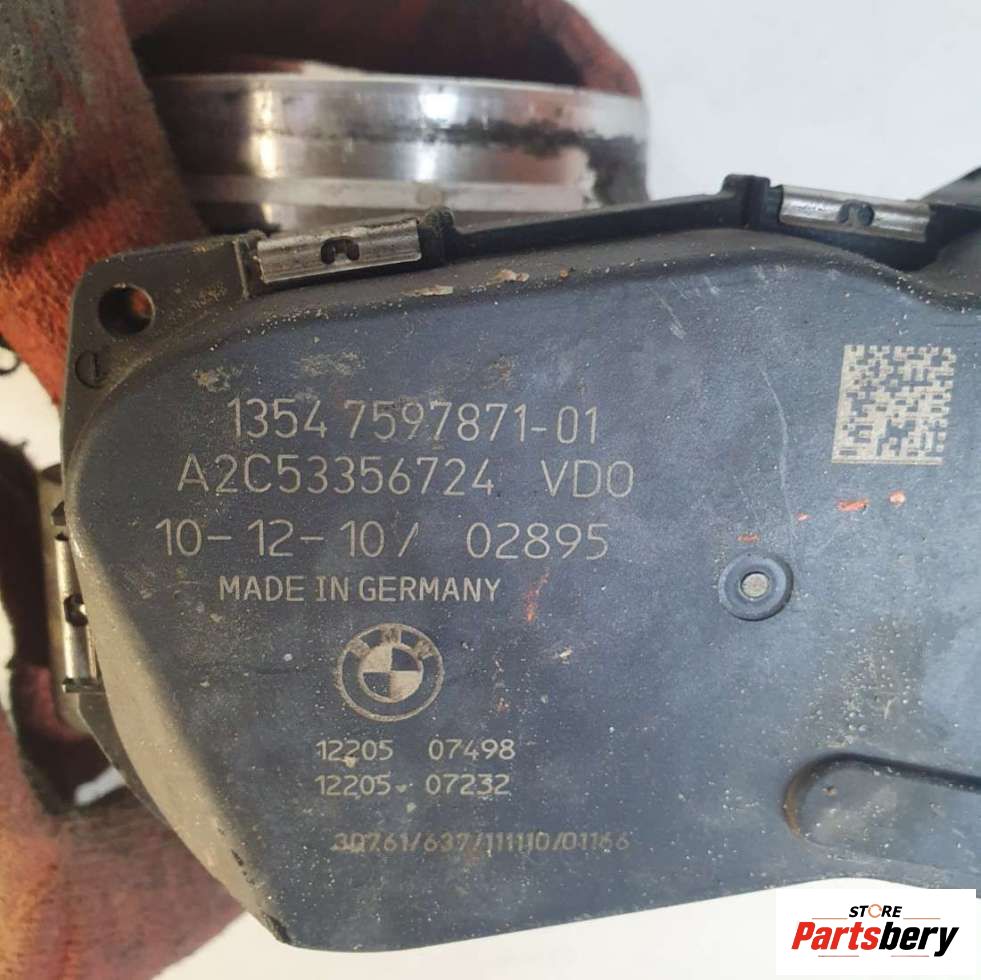 1354 7597871-01
A2C53356724 VDO
10-12-10/ 02895
MADE IN GERMANY
BMW
12205 07498
12205 07232
30761/637/111110/01166
STORE
Partsbery